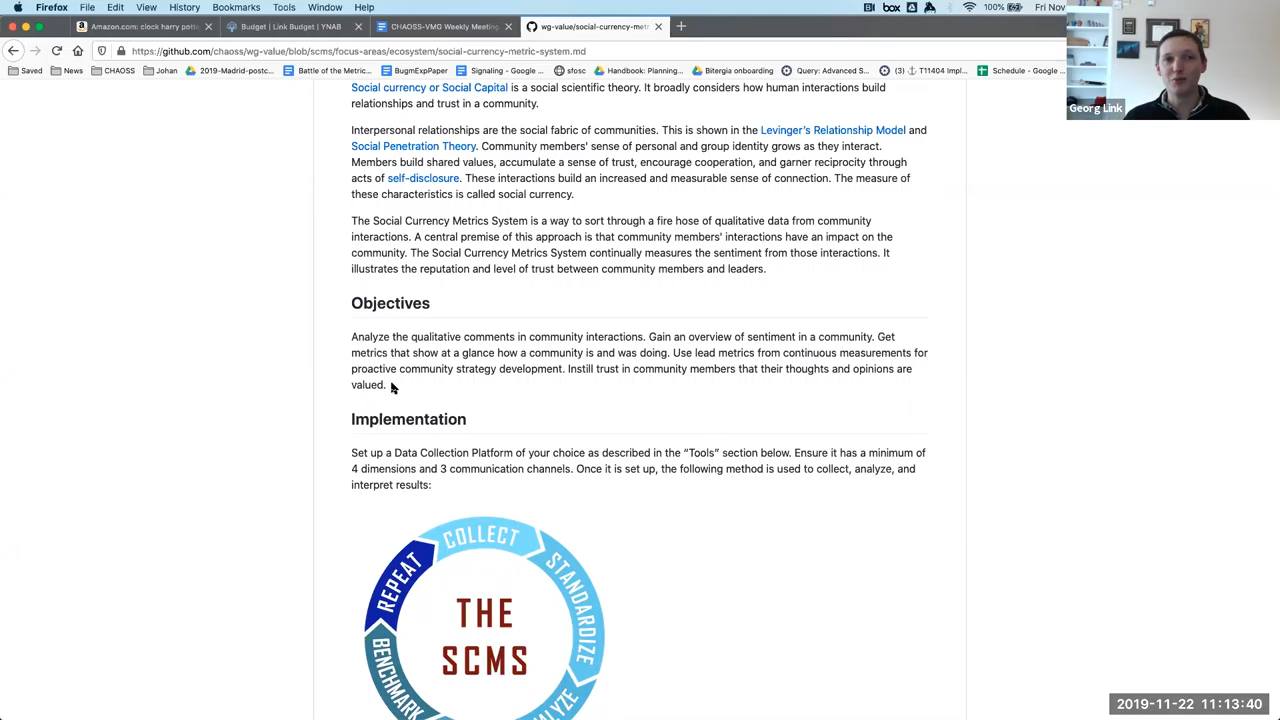 Firefox File Edit View History Bookmarks Tools Window Help
box 100% Fri Nov
Amazon.com: clock harry potte
Budget | Link Budget | YNAB
CHAOSS-VMG Weekly Meeting
wg-value/social-currency-metr
https://github.com/chaoss/wg-value/blob/scms/focus-areas/ecosystem/social-currency-metric-system.md
Saved News CHAOSS Johan 2019-Madrid-postc... Battle of the Metric... BugmExpPaper Signaling - Google ... sfosc Handbook: Planning... Bitergia onboarding Query: Advanced S... (3) T11404 Impl... Schedule - Google ...
Georg Link
Social currency or Social Capital is a social scientific theory. It broadly considers how human interactions build
relationships and trust in a community.
Interpersonal relationships are the social fabric of communities. This is shown in the Levinger's Relationship Model and
Social Penetration Theory. Community members' sense of personal and group identity grows as they interact.
Members build shared values, accumulate a sense of trust, encourage cooperation, and garner reciprocity through
acts of self-disclosure. These interactions build an increased and measurable sense of connection. The measure of
these characteristics is called social currency.
The Social Currency Metrics System is a way to sort through a fire hose of qualitative data from community
interactions. A central premise of this approach is that community members' interactions have an impact on the
community. The Social Currency Metrics System continually measures the sentiment from those interactions. It
illustrates the reputation and level of trust between community members and leaders.
Objectives
Analyze the qualitative comments in community interactions. Gain an overview of sentiment in a community. Get
metrics that show at a glance how a community is and was doing. Use lead metrics from continuous measurements for
proactive community strategy development. Instill trust in community members that their thoughts and opinions are
valued.
Implementation
Set up a Data Collection Platform of your choice as described in the “Tools” section below. Ensure it has a minimum of
4 dimensions and 3 communication channels. Once it is set up, the following method is used to collect, analyze, and
interpret results:
COLLECT
STANDARDIZE
REPEAT
THE
SCMS
BENCHMARK
2019-11-22 11:13:40